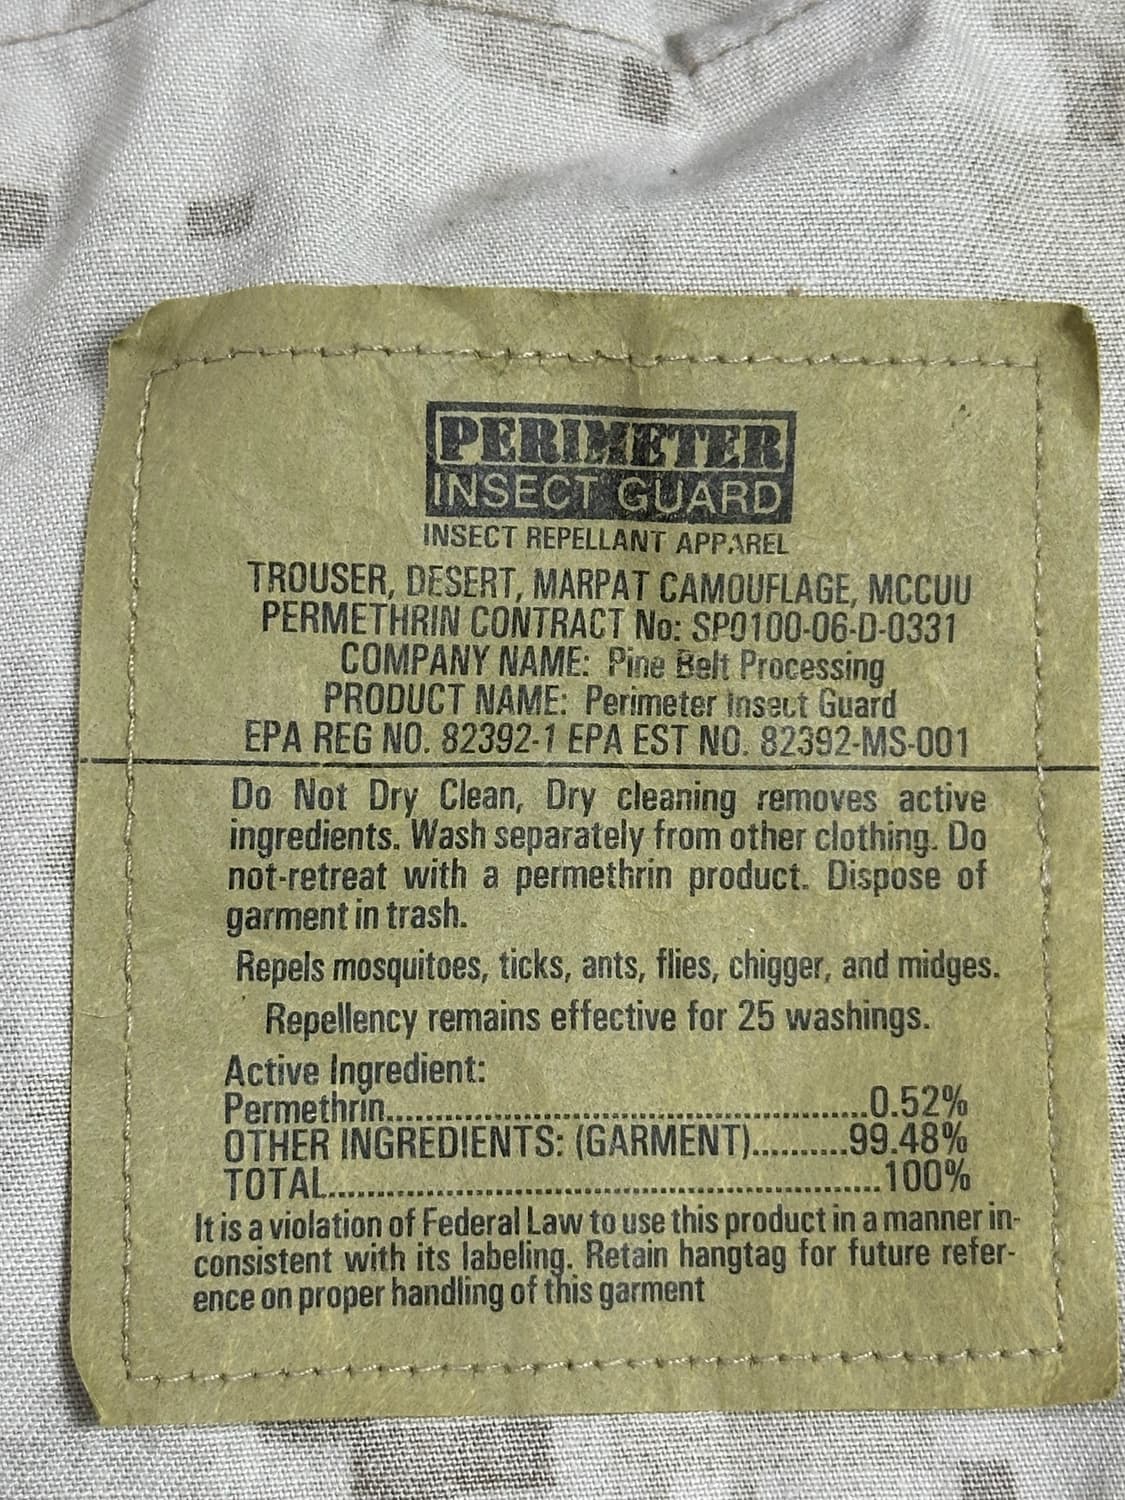 PERIMETER
INSECT GUARD
INSECT REPELLANT APPAREL
TROUSER, DESERT, MARPAT CAMOUFLAGE, MCCUU
PERMETHRIN CONTRACT No: SP0100-06-D-0331
COMPANY NAME: Pine Belt Processing
PRODUCT NAME: Perimeter Insect Guard
EPA REG NO. 82392-1 EPA EST NO. 82392-MS-001
Do Not Dry Clean, Dry cleaning removes active
ingredients. Wash separately from other clothing. Do
not-retreat with a permethrin product. Dispose of
garment in trash.
Repels mosquitoes, ticks, ants, flies, chigger, and midges.
Repellency remains effective for 25 washings.
Active Ingredient:
Permethrin..........................................................0.52%
OTHER INGREDIENTS: (GARMENT)...........99.48%
TOTAL...................................................................100%
It is a violation of Federal Law to use this product in a manner in-
consistent with its labeling. Retain hangtag for future refer-
ence on proper handling of this garment